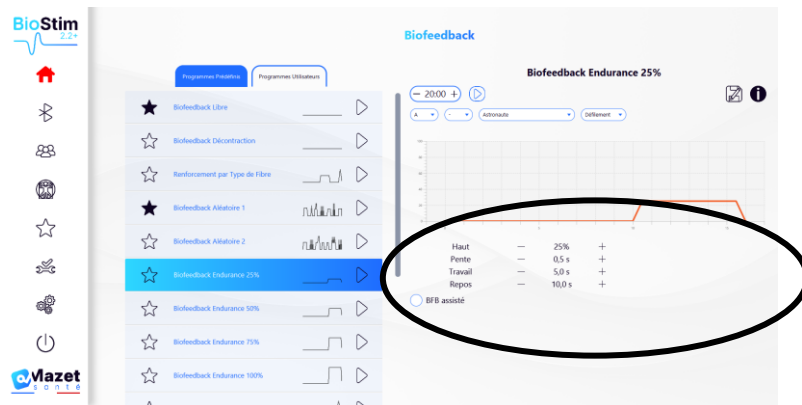 BioStim
2.2+
Biofeedback
Programmes Prédéfinis
Programmes Utilisateurs
Biofeedback Libre
Biofeedback Décontraction
Renforcement par Type de Fibre
Biofeedback Aléatoire 1
Biofeedback Aléatoire 2
Biofeedback Endurance 25%
Biofeedback Endurance 50%
Biofeedback Endurance 75%
Biofeedback Endurance 100%
Biofeedback Endurance 25%
− 20:00 +
A - Astronaute Défilement
Haut − 25% +
Pente − 0,5 s +
Travail − 5,0 s +
Repos − 10,0 s +
BFB assisté
aMazet
santé